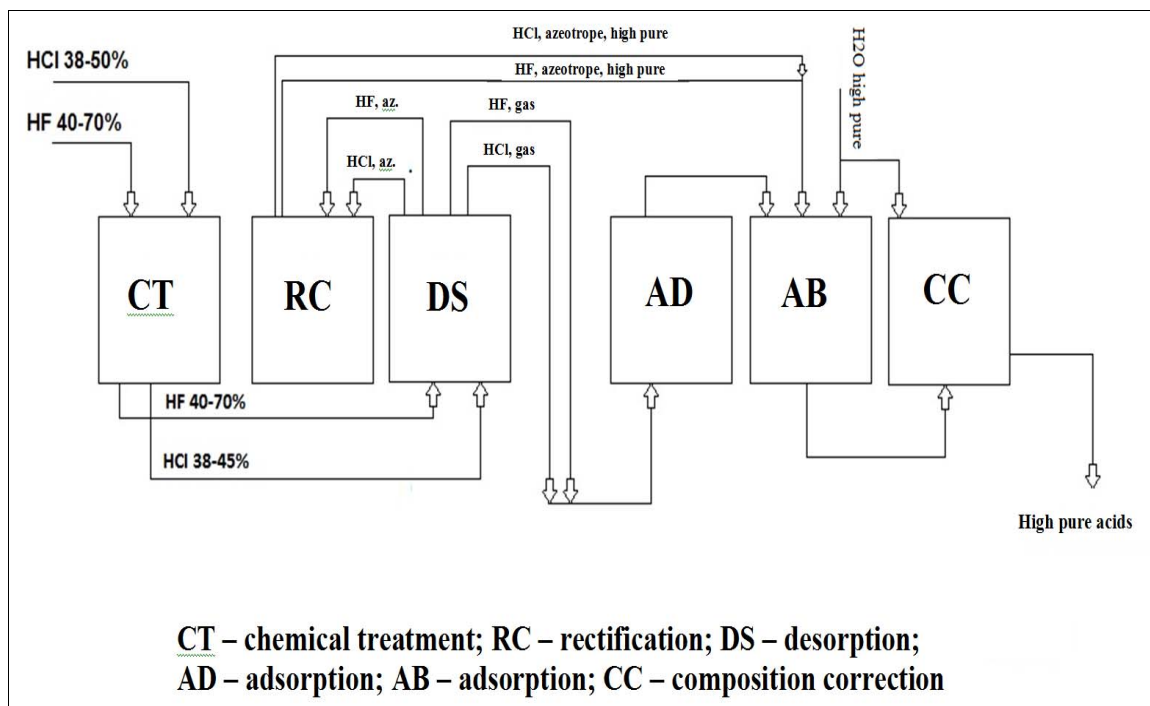 HCl, azeotrope, high pure
HCl 38-50%
HF, azeotrope, high pure
H2O high pure
HF, az.
HF, gas
HF 40-70%
HCl, az.
HCl, gas
CT
RC
DS
AD
AB
CC
HF 40-70%
HCl 38-45%
High pure acids
CT – chemical treatment; RC – rectification; DS – desorption;
AD – adsorption; AB – adsorption; CC – composition correction